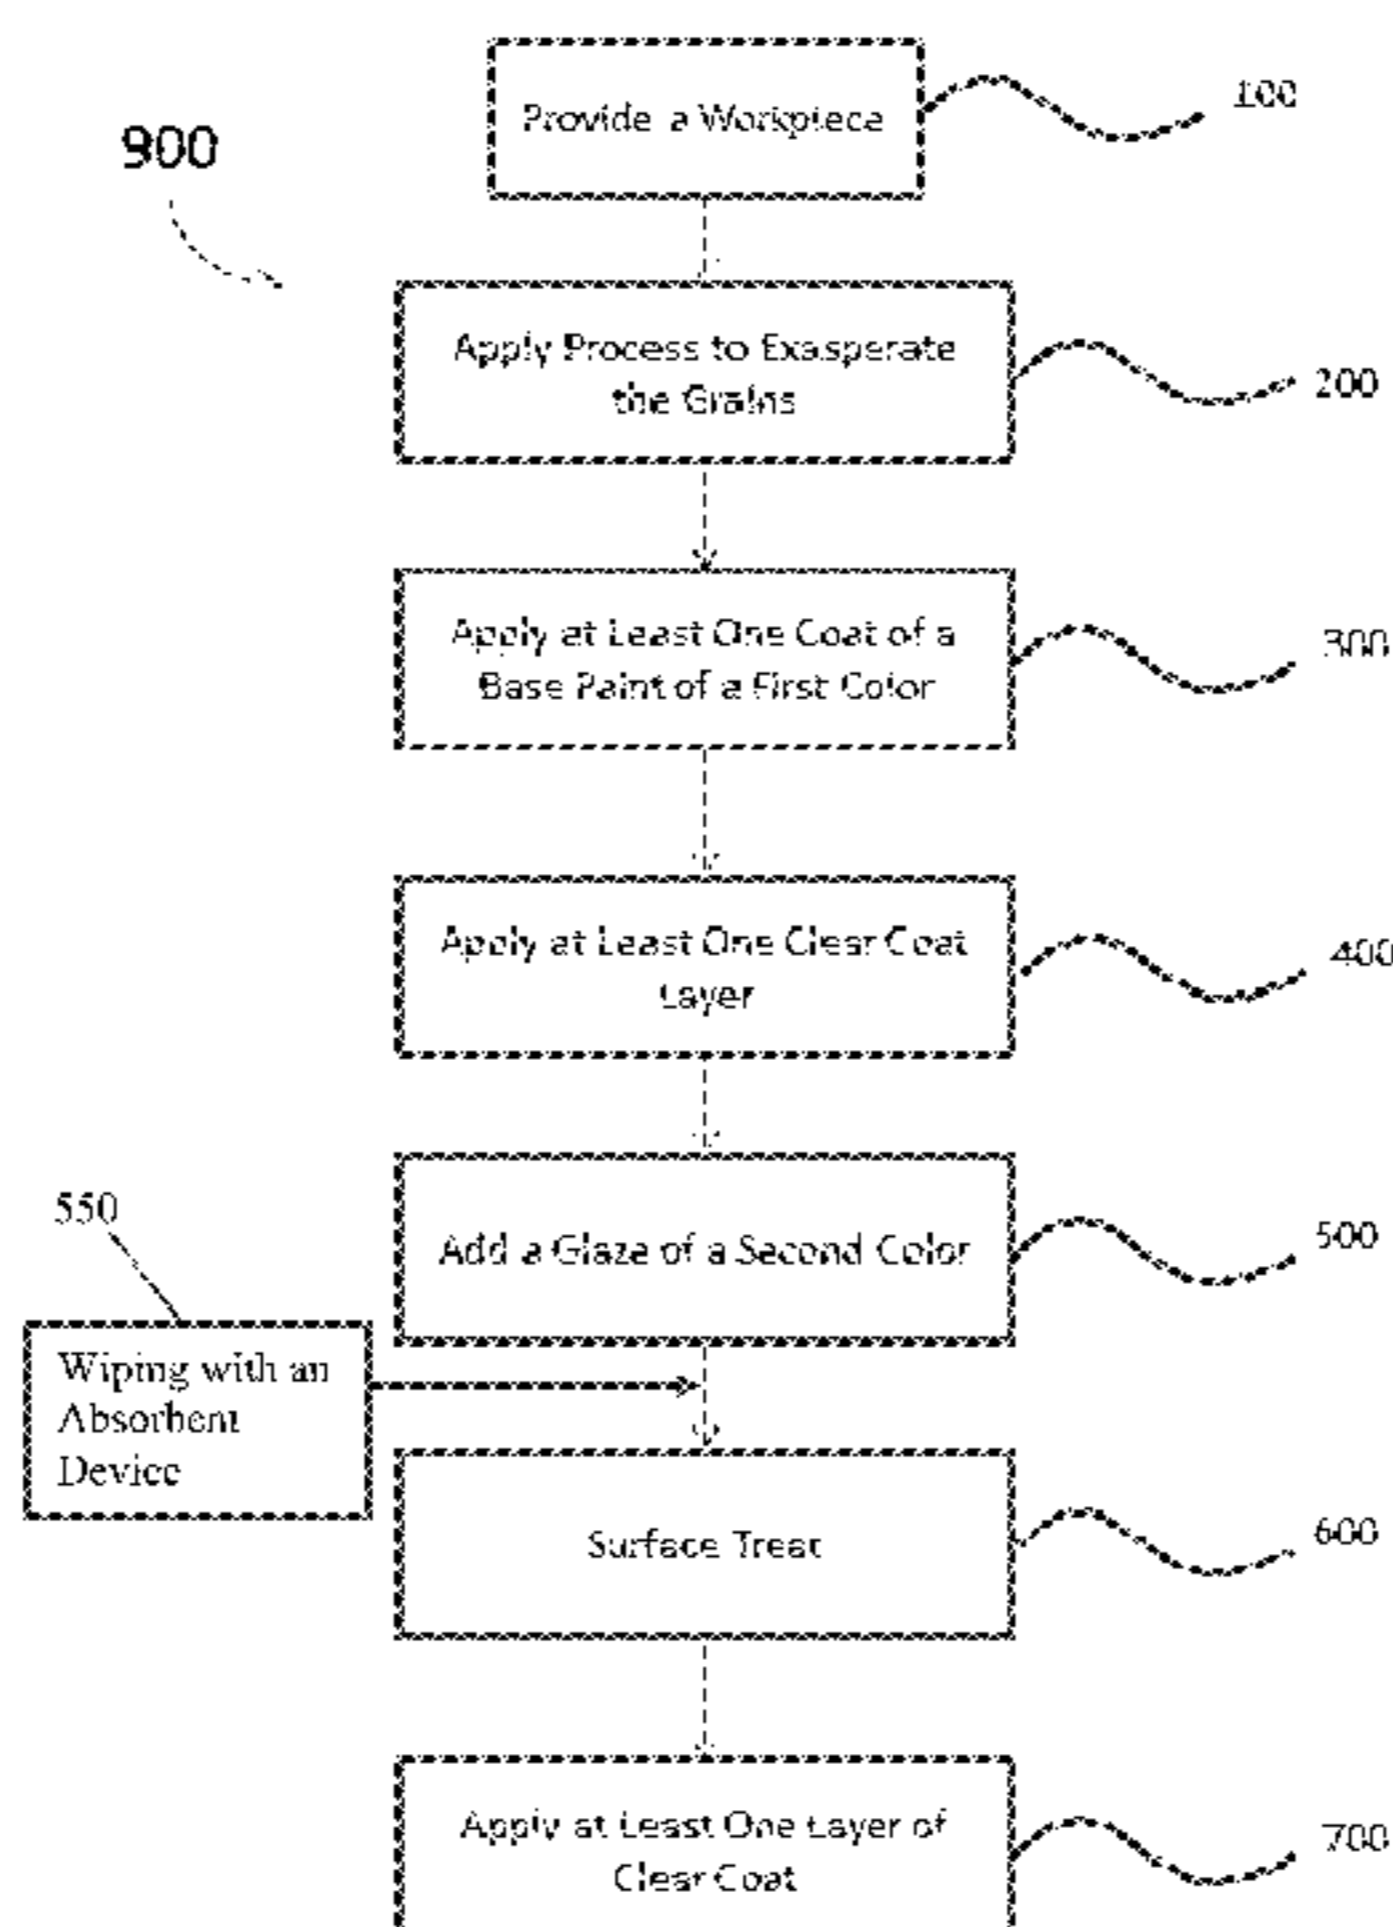 Provide a Workpiece
100
900
Apply Process to Exasperate
the Grains
200
Apply at Least One Coat of a
Base Paint of a First Color
300
Apply at Least One Clear Coat
Layer
400
Add a Glaze of a Second Color
500
550
Wiping with an
Absorbent
Device
Surface Treat
600
Apply at Least One Layer of
Clear Coat
700